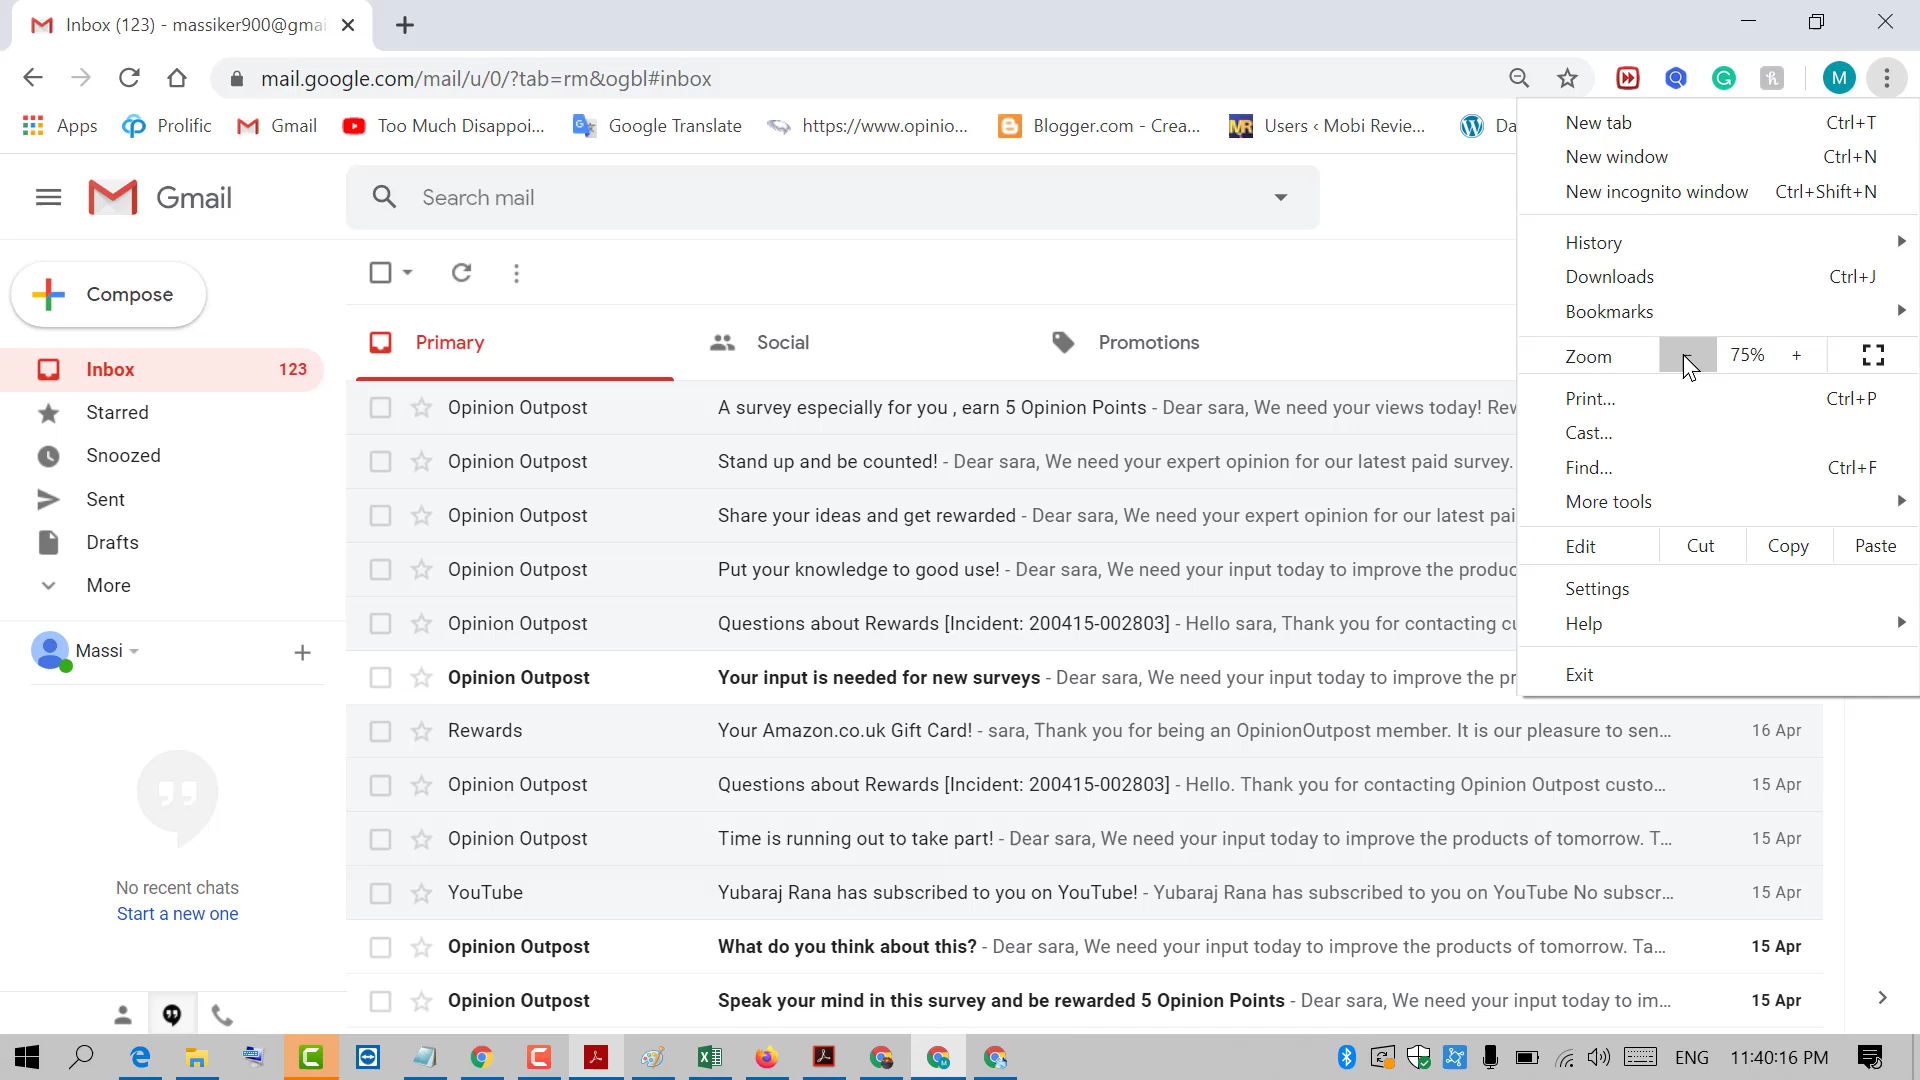 Inbox (123) - massiker900@gmai
mail.google.com/mail/u/0/?tab=rm&ogbl#inbox
M
Apps Prolific Gmail Too Much Disappoi... Google Translate https://www.opinio... Blogger.com - Crea... MR Users ‹ Mobi Revie... Da
New tab Ctrl+T
New window Ctrl+N
New incognito window Ctrl+Shift+N
History
Downloads Ctrl+J
Bookmarks
Zoom 75% +
Print... Ctrl+P
Cast...
Find... Ctrl+F
More tools
Edit Cut Copy Paste
Settings
Help
Exit
Gmail
Search mail
Compose
Inbox 123
Starred
Snoozed
Sent
Drafts
More
Massi
No recent chats
Start a new one
Primary Social Promotions
Opinion Outpost A survey especially for you , earn 5 Opinion Points - Dear sara, We need your views today! Rew
Opinion Outpost Stand up and be counted! - Dear sara, We need your expert opinion for our latest paid survey.
Opinion Outpost Share your ideas and get rewarded - Dear sara, We need your expert opinion for our latest pai
Opinion Outpost Put your knowledge to good use! - Dear sara, We need your input today to improve the produc
Opinion Outpost Questions about Rewards [Incident: 200415-002803] - Hello sara, Thank you for contacting cu
Opinion Outpost Your input is needed for new surveys - Dear sara, We need your input today to improve the pr
Rewards Your Amazon.co.uk Gift Card! - sara, Thank you for being an OpinionOutpost member. It is our pleasure to sen... 16 Apr
Opinion Outpost Questions about Rewards [Incident: 200415-002803] - Hello. Thank you for contacting Opinion Outpost custo... 15 Apr
Opinion Outpost Time is running out to take part! - Dear sara, We need your input today to improve the products of tomorrow. T... 15 Apr
YouTube Yubaraj Rana has subscribed to you on YouTube! - Yubaraj Rana has subscribed to you on YouTube No subscr... 15 Apr
Opinion Outpost What do you think about this? - Dear sara, We need your input today to improve the products of tomorrow. Ta... 15 Apr
Opinion Outpost Speak your mind in this survey and be rewarded 5 Opinion Points - Dear sara, We need your input today to im... 15 Apr
ENG 11:40:16 PM